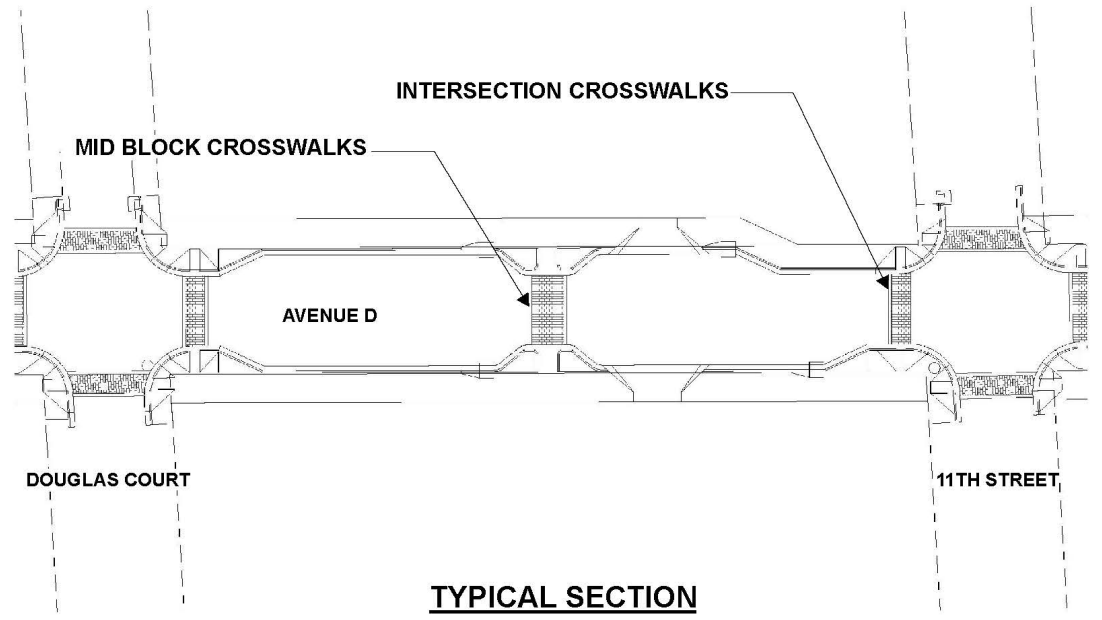 INTERSECTION CROSSWALKS
MID BLOCK CROSSWALKS
AVENUE D
DOUGLAS COURT
11TH STREET
TYPICAL SECTION